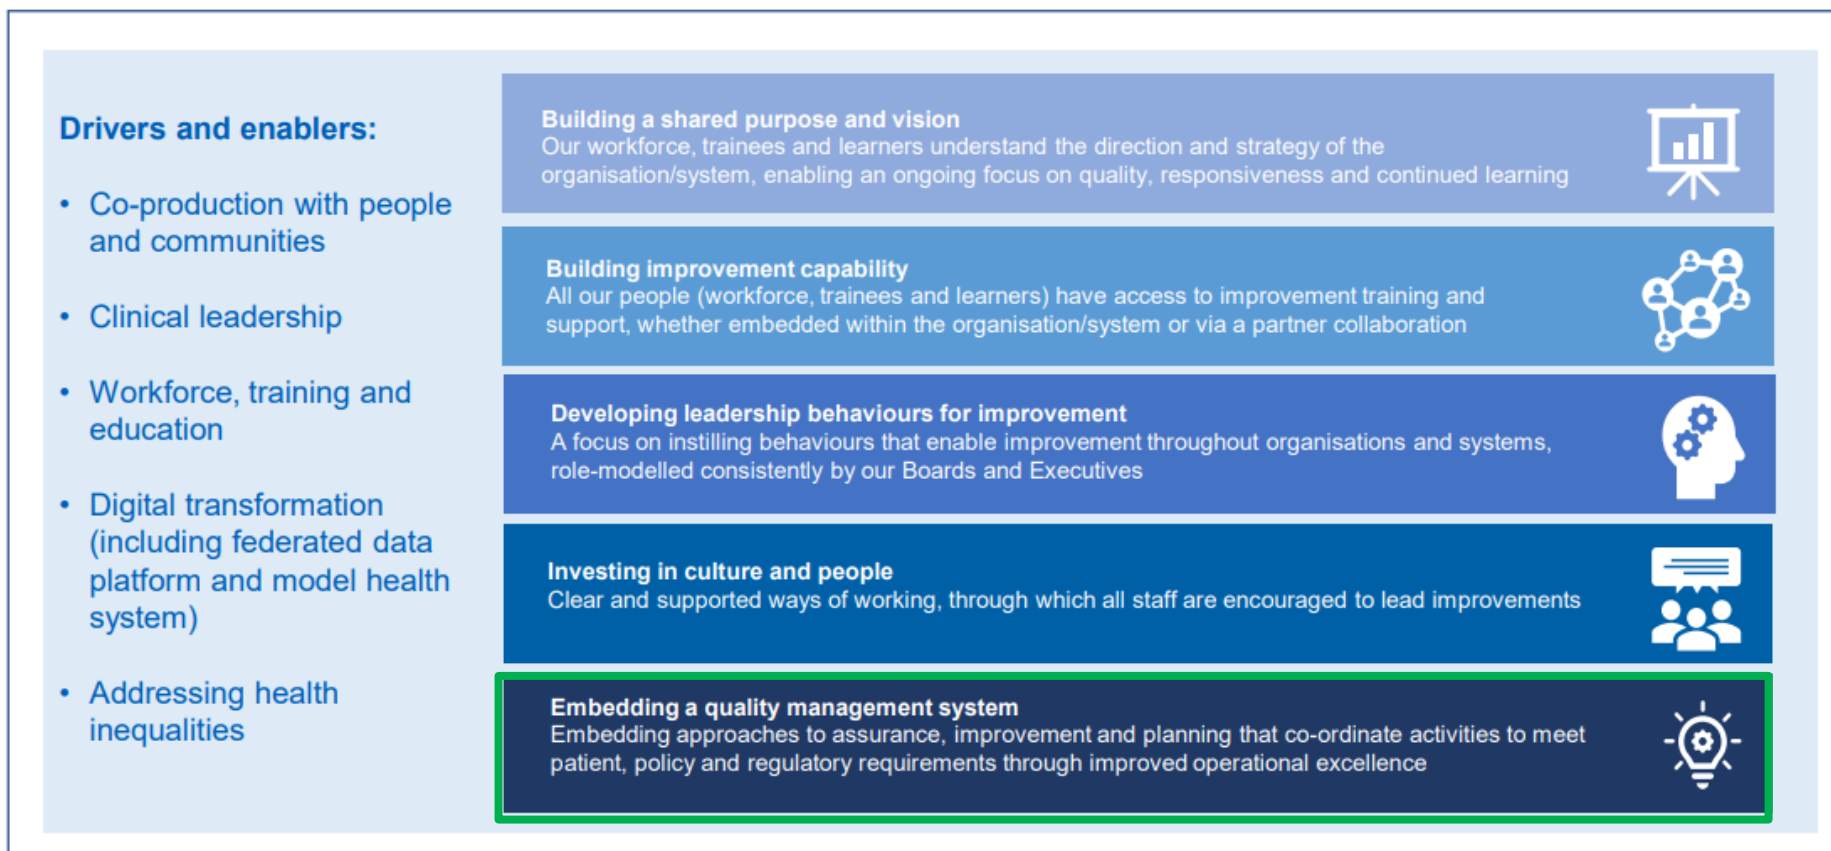 Drivers and enablers:
• Co-production with people
and communities
• Clinical leadership
• Workforce, training and
education
• Digital transformation
(including federated data
platform and model health
system)
• Addressing health
inequalities
Building a shared purpose and vision
Our workforce, trainees and learners understand the direction and strategy of the
organisation/system, enabling an ongoing focus on quality, responsiveness and continued learning
Building improvement capability
All our people (workforce, trainees and learners) have access to improvement training and
support, whether embedded within the organisation/system or via a partner collaboration
Developing leadership behaviours for improvement
A focus on instilling behaviours that enable improvement throughout organisations and systems,
role-modelled consistently by our Boards and Executives
Investing in culture and people
Clear and supported ways of working, through which all staff are encouraged to lead improvements
Embedding a quality management system
Embedding approaches to assurance, improvement and planning that co-ordinate activities to meet
patient, policy and regulatory requirements through improved operational excellence